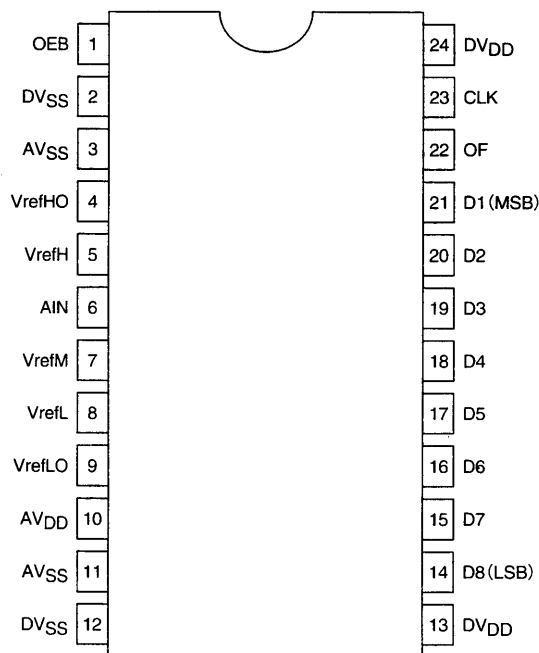 OEB 1 24 DVDD
DVSS 2 23 CLK
AVSS 3 22 OF
VrefHO 4 21 D1(MSB)
VrefH 5 20 D2
AIN 6 19 D3
VrefM 7 18 D4
VrefL 8 17 D5
VrefLO 9 16 D6
AVDD 10 15 D7
AVSS 11 14 D8(LSB)
DVSS 12 13 DVDD